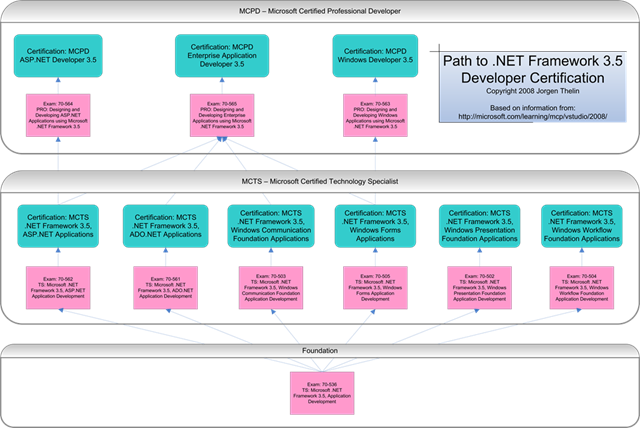 MCPD – Microsoft Certified Professional Developer
Certification: MCPD
ASP.NET Developer 3.5
Certification: MCPD
Enterprise Application
Developer 3.5
Certification: MCPD
Windows Developer 3.5
Path to .NET Framework 3.5
Developer Certification
Copyright 2008 Jorgen Thelin
Based on information from:
http://microsoft.com/learning/mcp/vstudio/2008/
Exam: 70-564
PRO: Designing and
Developing ASP.NET
Applications using Microsoft
.NET Framework 3.5
Exam: 70-565
PRO: Designing and
Developing Enterprise
Applications using Microsoft
.NET Framework 3.5
Exam: 70-563
PRO: Designing and
Developing Windows
Applications using Microsoft
.NET Framework 3.5
MCTS – Microsoft Certified Technology Specialist
Certification: MCTS
.NET Framework 3.5,
ASP.NET Applications
Certification: MCTS
.NET Framework 3.5,
ADO.NET Applications
Certification: MCTS
.NET Framework 3.5,
Windows Communication
Foundation Applications
Certification: MCTS
.NET Framework 3.5,
Windows Forms
Applications
Certification: MCTS
.NET Framework 3.5,
Windows Presentation
Foundation Applications
Certification: MCTS
.NET Framework 3.5,
Windows Workflow
Foundation Applications
Exam: 70-562
TS: Microsoft .NET
Framework 3.5, ASP.NET
Application Development
Exam: 70-561
TS: Microsoft .NET
Framework 3.5, ADO.NET
Application Development
Exam: 70-503
TS: Microsoft .NET
Framework 3.5, Windows
Communication Foundation
Application Development
Exam: 70-505
TS: Microsoft .NET
Framework 3.5, Windows
Forms Application
Development
Exam: 70-502
TS: Microsoft .NET
Framework 3.5, Windows
Presentation Foundation
Application Development
Exam: 70-504
TS: Microsoft .NET
Framework 3.5, Windows
Workflow Foundation
Application Development
Foundation
Exam: 70-536
TS: Microsoft .NET
Framework 3.5, Application
Development